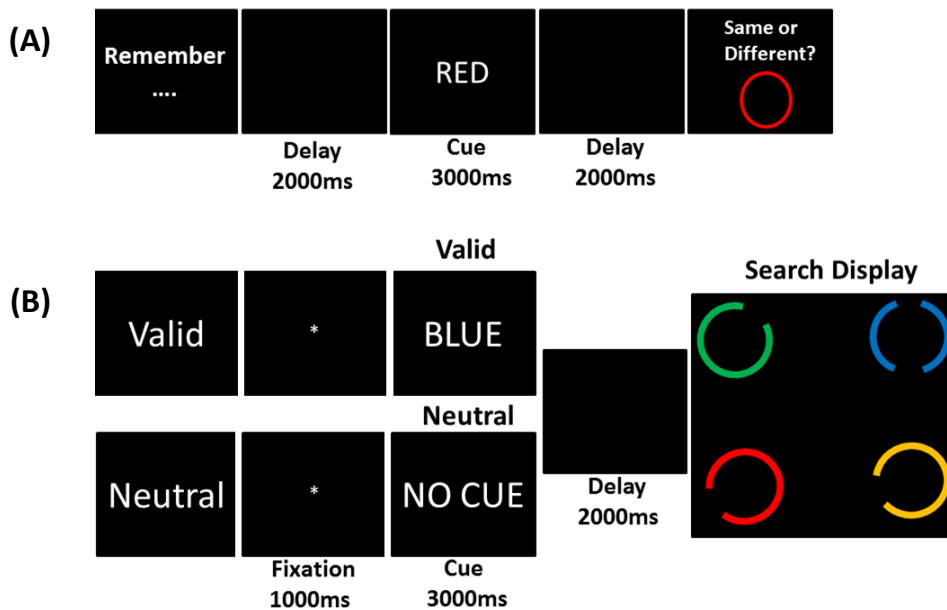 (A)
Remember
....
RED
Same or
Different?
Delay
2000ms
Cue
3000ms
Delay
2000ms
(B)
Valid
Search Display
Valid
*
BLUE
Neutral
Neutral
*
NO CUE
Delay
2000ms
Fixation
1000ms
Cue
3000ms